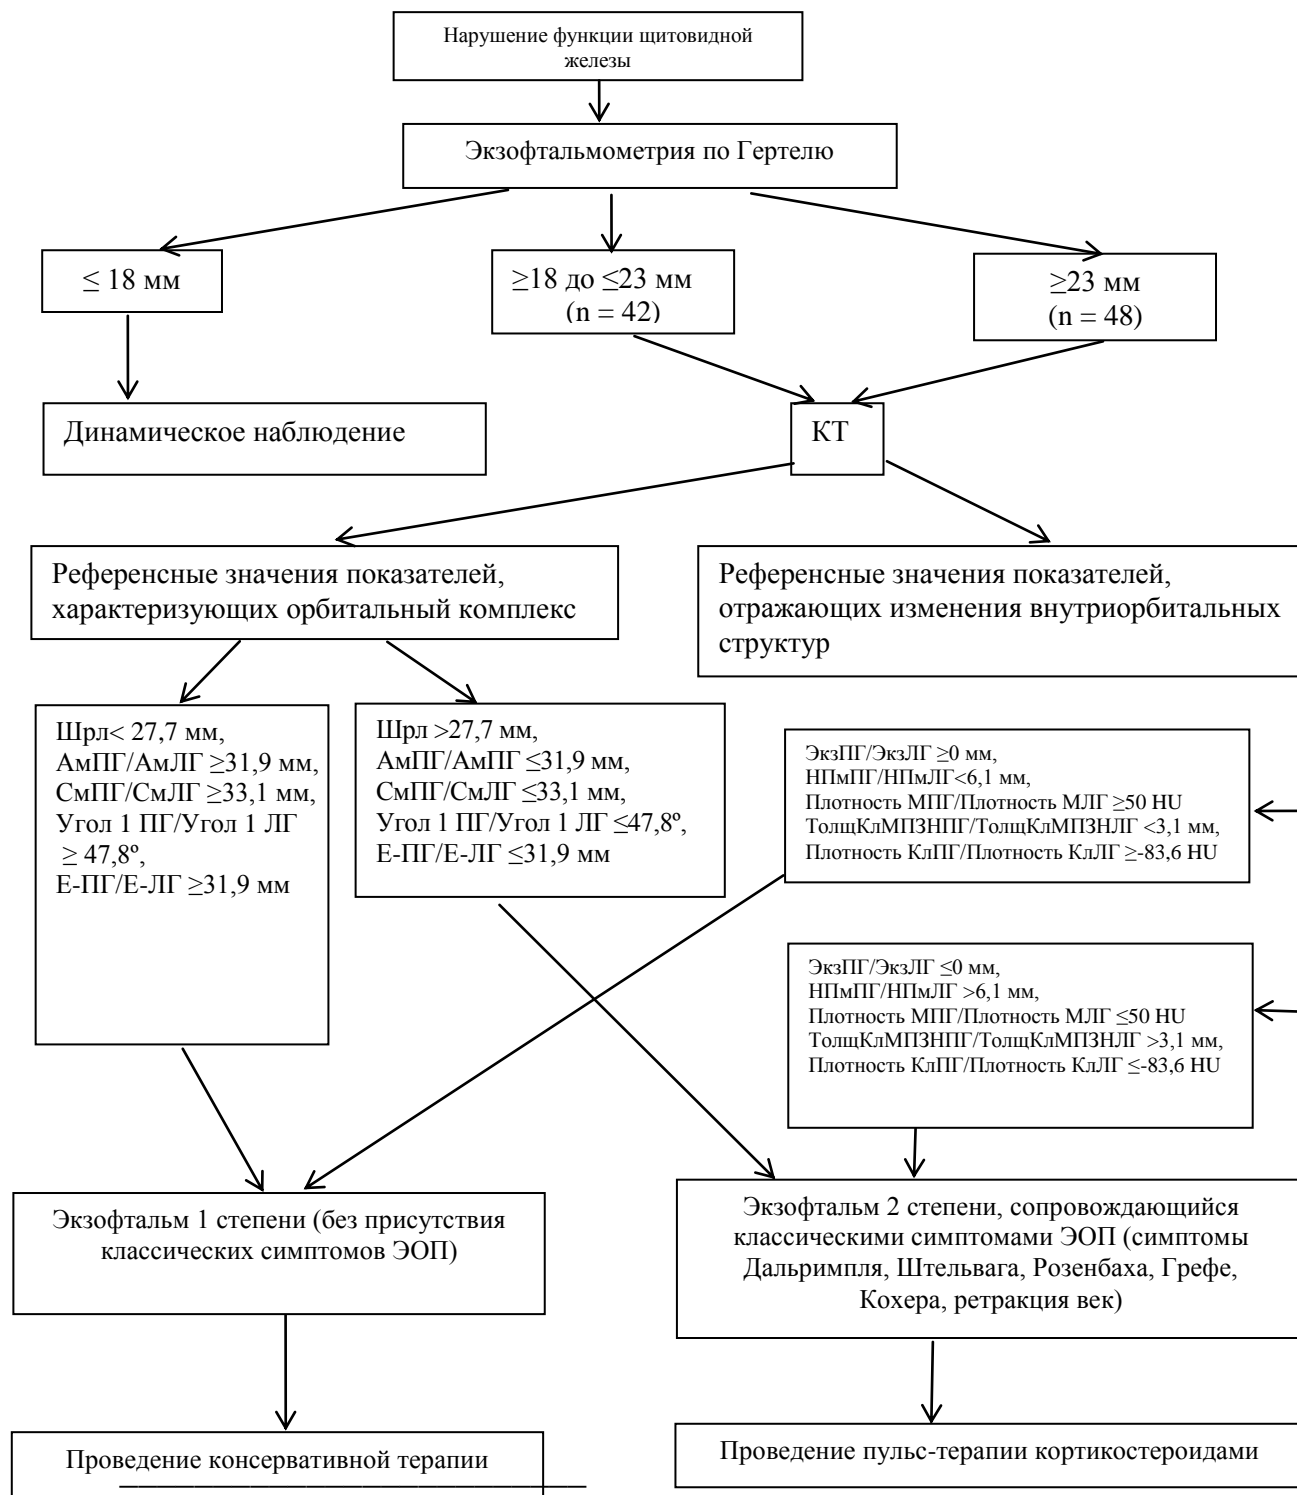 Нарушение функции щитовидной
железы
Экзофтальмометрия по Гертелю
≤ 18 мм
≥18 до ≤23 мм
(n = 42)
≥23 мм
(n = 48)
Динамическое наблюдение
КТ
Референсные значения показателей,
характеризующих орбитальный комплекс
Референсные значения показателей,
отражающих изменения внутриорбитальных
структур
Шрл< 27,7 мм,
АмПГ/АмЛГ ≥31,9 мм,
СмПГ/СмЛГ ≥33,1 мм,
Угол 1 ПГ/Угол 1 ЛГ
≥ 47,8º,
Е-ПГ/Е-ЛГ ≥31,9 мм
Шрл >27,7 мм,
АмПГ/АмПГ ≤31,9 мм,
СмПГ/СмЛГ ≤33,1 мм,
Угол 1 ПГ/Угол 1 ЛГ ≤47,8º,
Е-ПГ/Е-ЛГ ≤31,9 мм
ЭкзПГ/ЭкзЛГ ≥0 мм,
НПмПГ/НПмЛГ<6,1 мм,
Плотность МПГ/Плотность МЛГ ≥50 HU
ТолщКлМПЗНПГ/ТолщКлМПЗНЛГ <3,1 мм,
Плотность КлПГ/Плотность КлЛГ ≥-83,6 HU
ЭкзПГ/ЭкзЛГ ≤0 мм,
НПмПГ/НПмЛГ >6,1 мм,
Плотность МПГ/Плотность МЛГ ≤50 HU
ТолщКлМПЗНПГ/ТолщКлМПЗНЛГ >3,1 мм,
Плотность КлПГ/Плотность КлЛГ ≤-83,6 HU
Экзофтальм 1 степени (без присутствия
классических симптомов ЭОП)
Экзофтальм 2 степени, сопровождающийся
классическими симптомами ЭОП (симптомы
Дальримпля, Штельвага, Розенбаха, Грефе,
Кохера, ретракция век)
Проведение консервативной терапии
Проведение пульс-терапии кортикостероидами